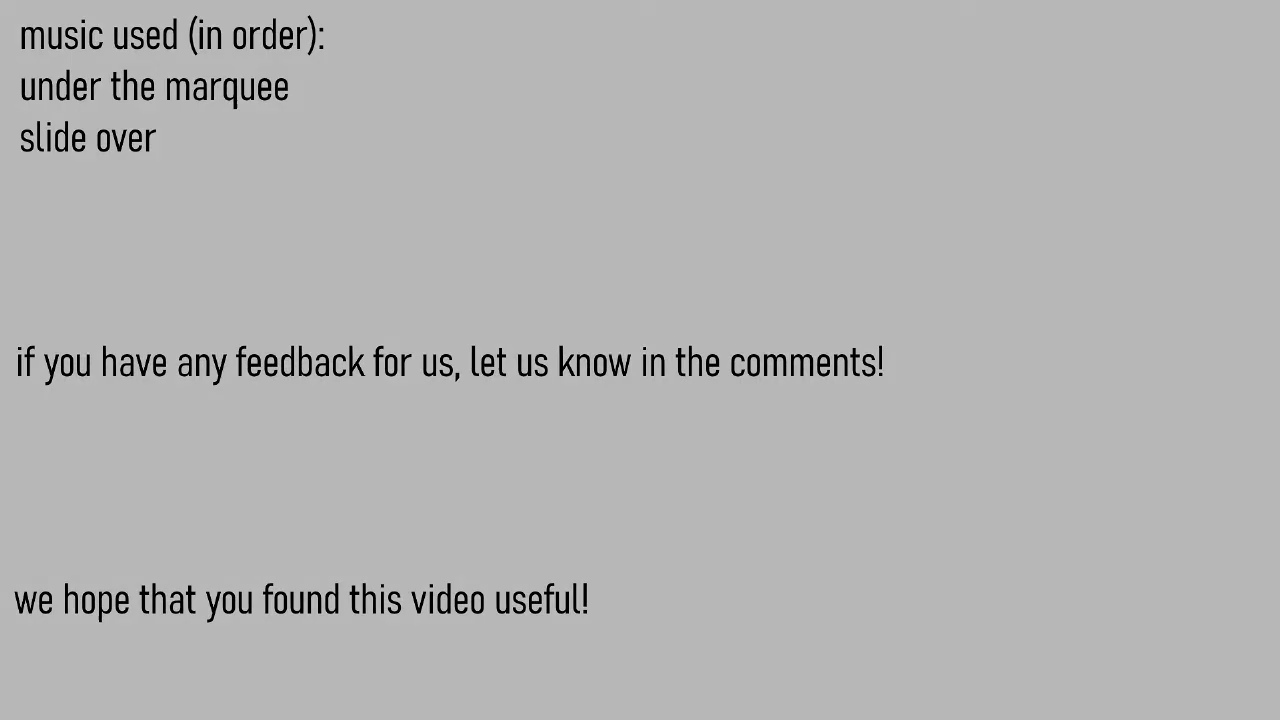 music used (in order):
under the marquee
slide over
if you have any feedback for us, let us know in the comments!
we hope that you found this video useful!